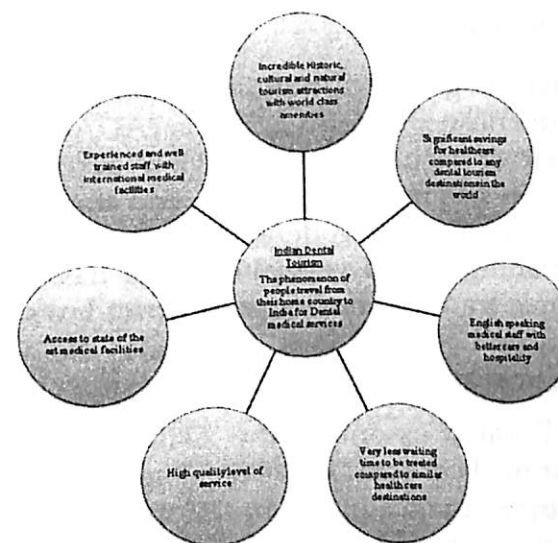 Incredible Historic,
cultural and natural
tourism attractions
with world class
amenities
Significant savings
for healthcare
compared to any
dental tourism
destinations in the
world
English speaking
medical staff with
better care and
hospitality
Very less waiting
time to be treated
compared to similar
health care
destinations
High quality level of
service
Access to state of the
art medical facilities
Experienced and well
trained staff with
international medical
facilities
Indian Dental
Tourism
The phenomenon of
people travel from
their home country to
India for Dental
medical services